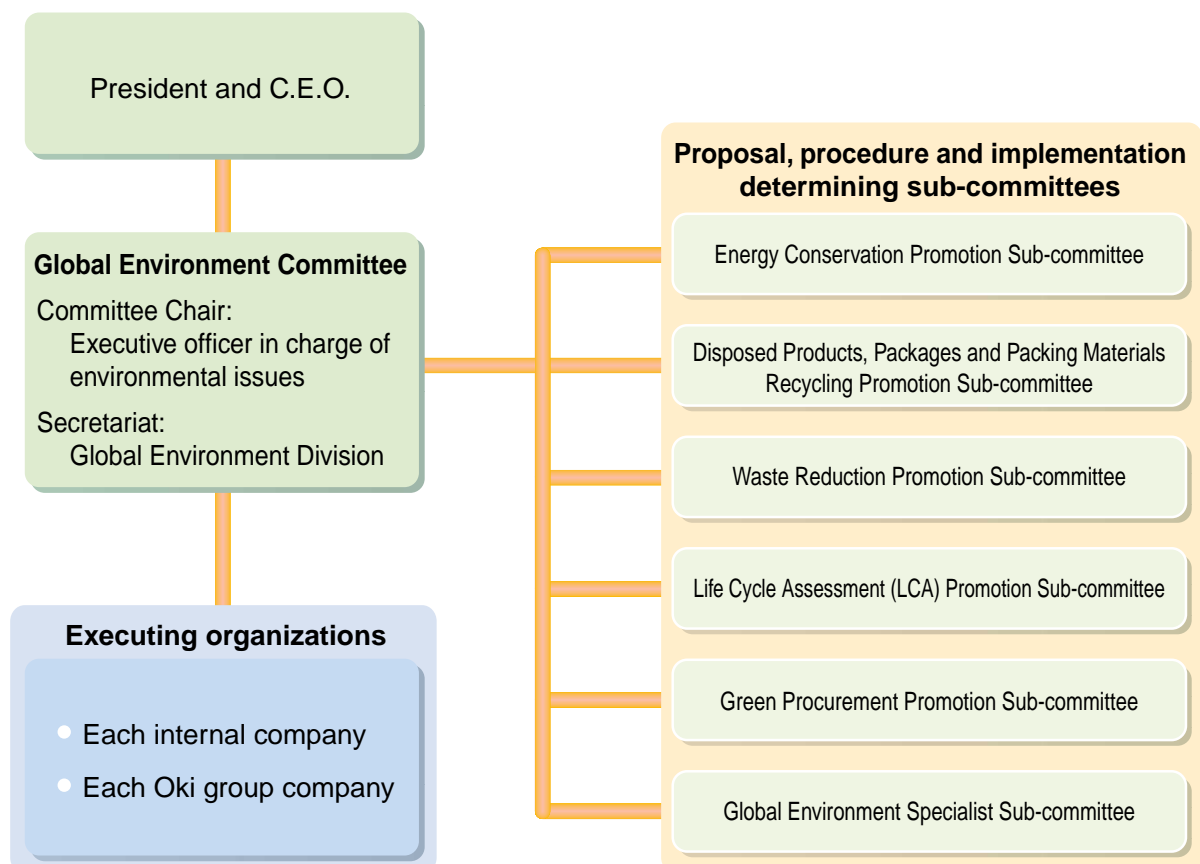 President and C.E.O.
Global Environment Committee
Committee Chair:
Executive officer in charge of
environmental issues
Secretariat:
Global Environment Division
Executing organizations
Each internal company
Each Oki group company
Proposal, procedure and implementation
determining sub-committees
Energy Conservation Promotion Sub-committee
Disposed Products, Packages and Packing Materials
Recycling Promotion Sub-committee
Waste Reduction Promotion Sub-committee
Life Cycle Assessment (LCA) Promotion Sub-committee
Green Procurement Promotion Sub-committee
Global Environment Specialist Sub-committee